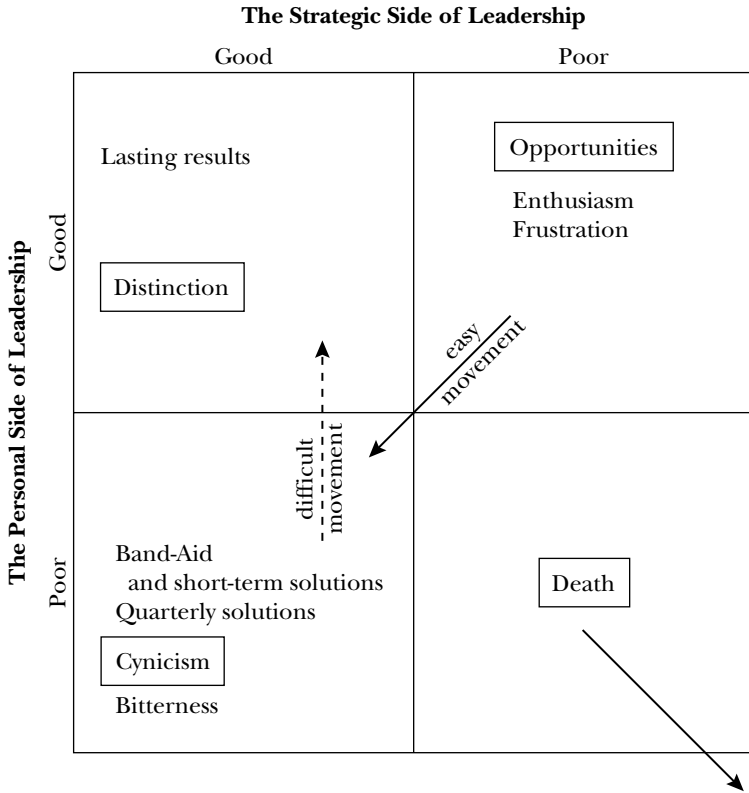 The Strategic Side of Leadership
Good
Poor
The Personal Side of Leadership
Good
Lasting results
Distinction
Opportunities
Enthusiasm
Frustration
easy
movement
difficult
movement
Poor
Band-Aid
and short-term solutions
Quarterly solutions
Cynicism
Bitterness
Death